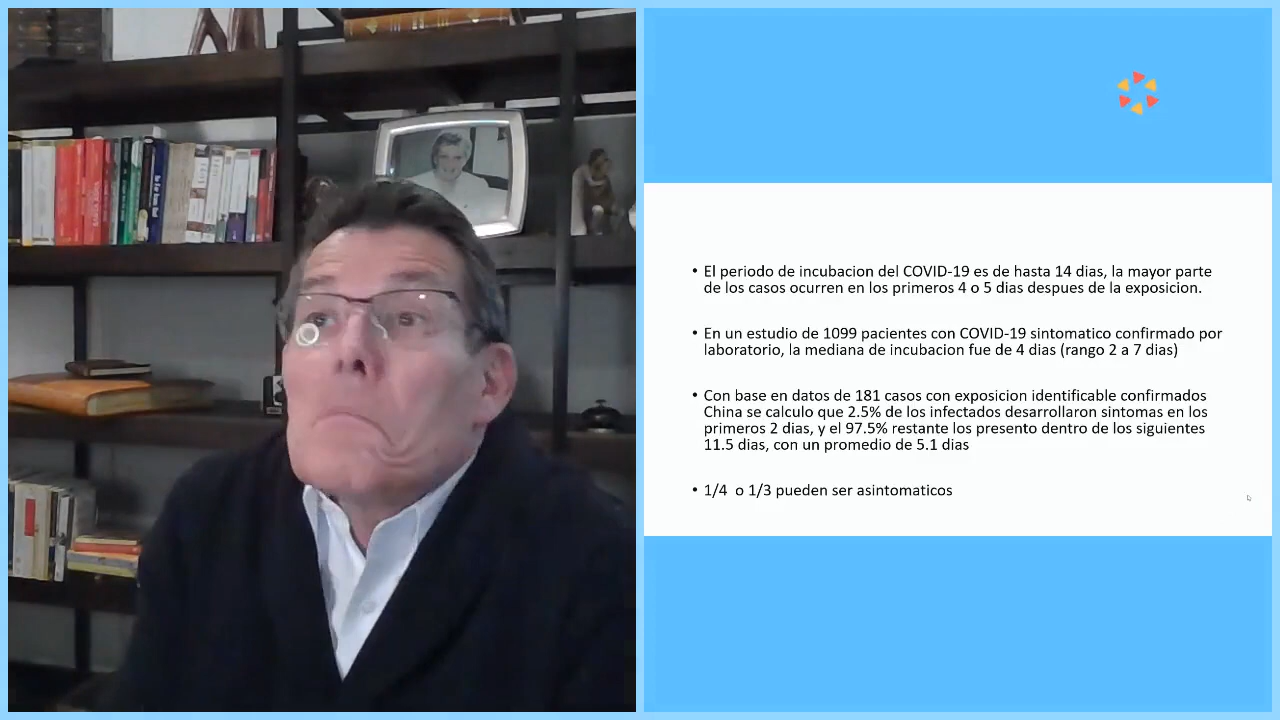 • El periodo de incubacion del COVID-19 es de hasta 14 dias, la mayor parte
de los casos ocurren en los primeros 4 o 5 dias despues de la exposicion.
• En un estudio de 1099 pacientes con COVID-19 sintomatico confirmado por
laboratorio, la mediana de incubacion fue de 4 dias (rango 2 a 7 dias)
• Con base en datos de 181 casos con exposicion identificable confirmados
China se calculo que 2.5% de los infectados desarrollaron sintomas en los
primeros 2 dias, y el 97.5% restante los presento dentro de los siguientes
11.5 dias, con un promedio de 5.1 dias
• 1/4 o 1/3 pueden ser asintomaticos